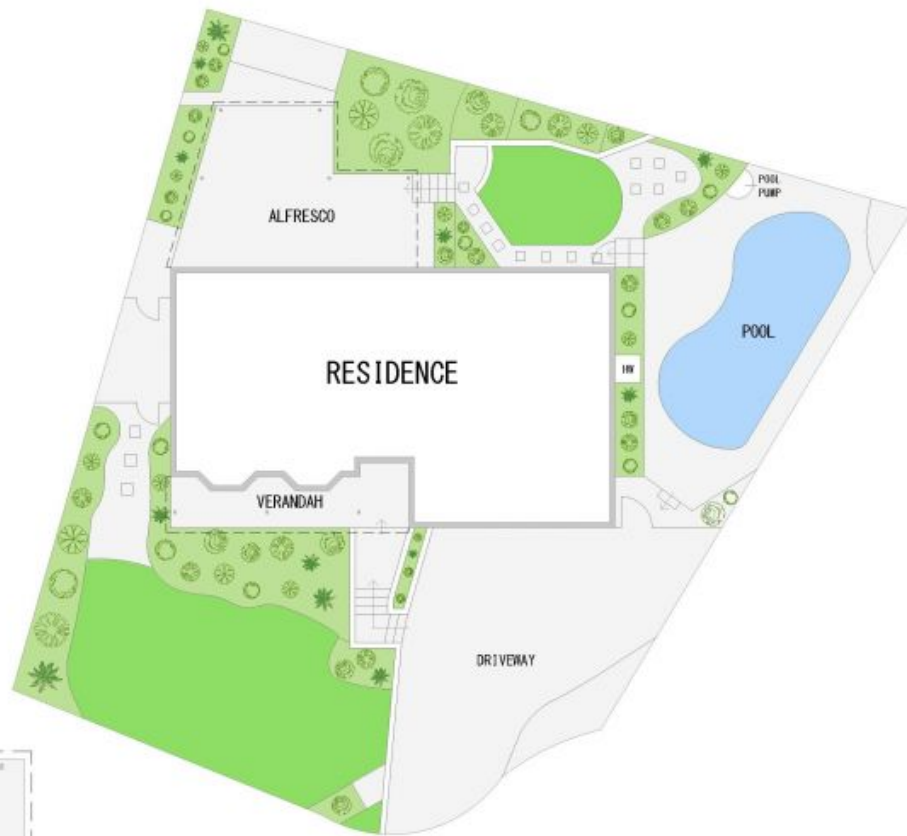 POOL
PUMP
ALFRESCO
POOL
RESIDENCE
HW
VERANDAH
DRIVEWAY